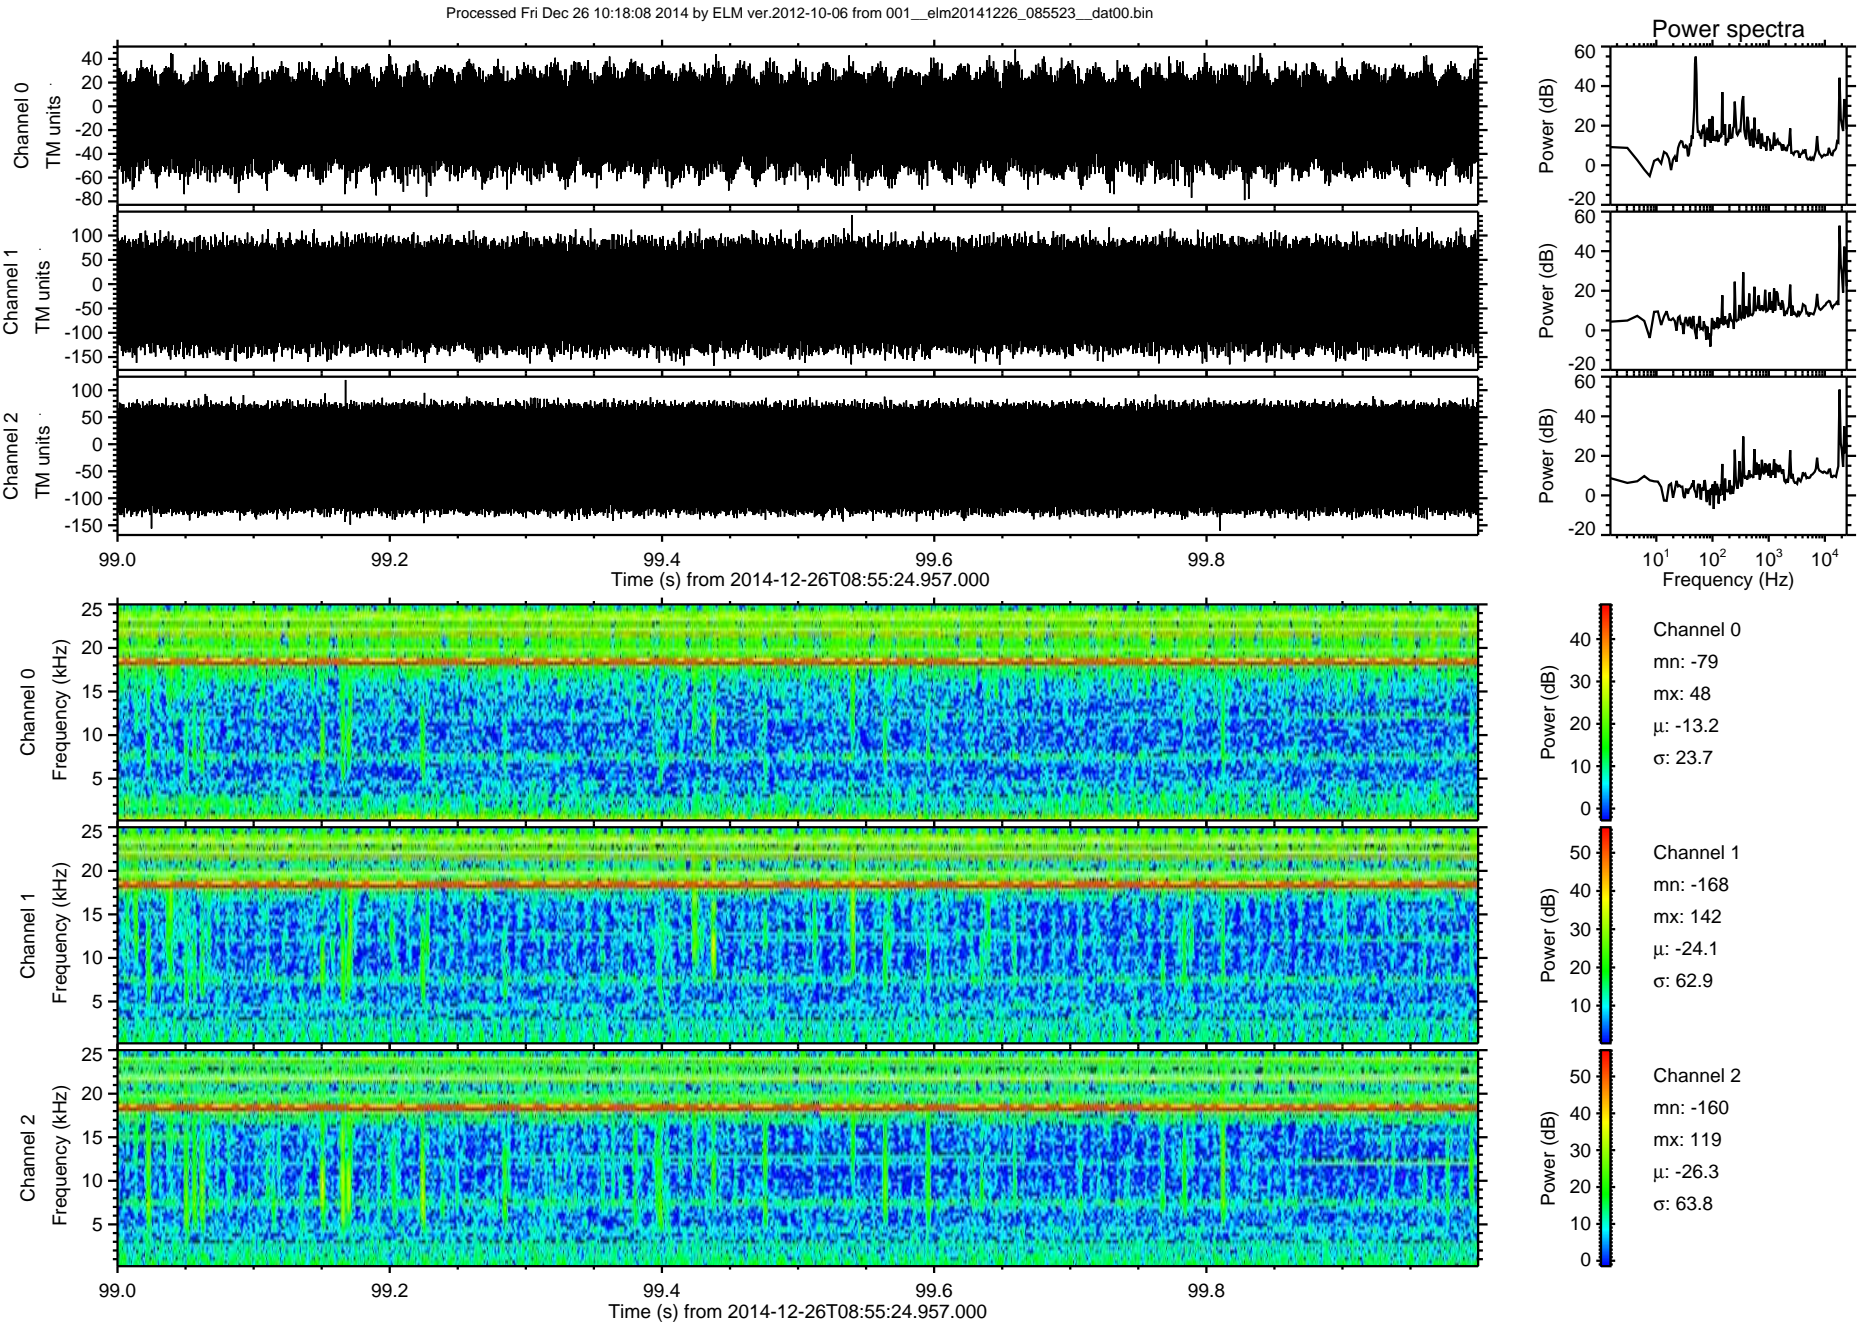 Processed Fri Dec 26 10:18:08 2014 by ELM ver.2012-10-06 from 001__elm20141226_085523__dat00.bin
Power spectra
Channel 0
TM units
40
20
0
-20
-40
-60
-80
Power (dB)
60
40
20
0
-20
Channel 1
TM units
100
50
0
-50
-100
-150
Power (dB)
60
40
20
0
-20
Channel 2
TM units
100
50
0
-50
-100
-150
Power (dB)
60
40
20
0
-20
99.0 99.2 99.4 99.6 99.8
Time (s) from 2014-12-26T08:55:24.957.000
10¹ 10² 10³ 10⁴
Frequency (Hz)
Channel 0
Frequency (kHz)
25
20
15
10
5
Power (dB)
40
30
20
10
0
Channel 0
mn: -79
mx: 48
μ: -13.2
σ: 23.7
Channel 1
Frequency (kHz)
25
20
15
10
5
Power (dB)
50
40
30
20
10
Channel 1
mn: -168
mx: 142
μ: -24.1
σ: 62.9
Channel 2
Frequency (kHz)
25
20
15
10
5
Power (dB)
50
40
30
20
10
0
Channel 2
mn: -160
mx: 119
μ: -26.3
σ: 63.8
99.0 99.2 99.4 99.6 99.8
Time (s) from 2014-12-26T08:55:24.957.000